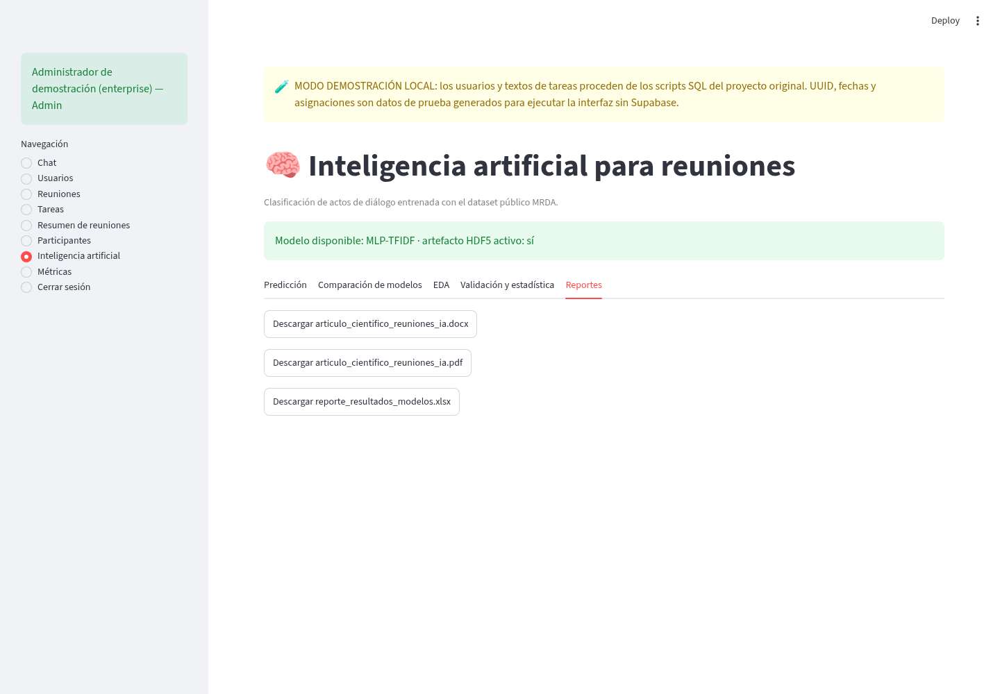 Deploy
Administrador de
demostración (enterprise) —
Admin
Navegación
Chat
Usuarios
Reuniones
Tareas
Resumen de reuniones
Participantes
Inteligencia artificial
Métricas
Cerrar sesión
MODO DEMOSTRACIÓN LOCAL: los usuarios y textos de tareas proceden de los scripts SQL del proyecto original. UUID, fechas y
asignaciones son datos de prueba generados para ejecutar la interfaz sin Supabase.
Inteligencia artificial para reuniones
Clasificación de actos de diálogo entrenada con el dataset público MRDA.
Modelo disponible: MLP-TFIDF · artefacto HDF5 activo: sí
Predicción Comparación de modelos EDA Validación y estadística Reportes
Descargar articulo_cientifico_reuniones_ia.docx
Descargar articulo_cientifico_reuniones_ia.pdf
Descargar reporte_resultados_modelos.xlsx